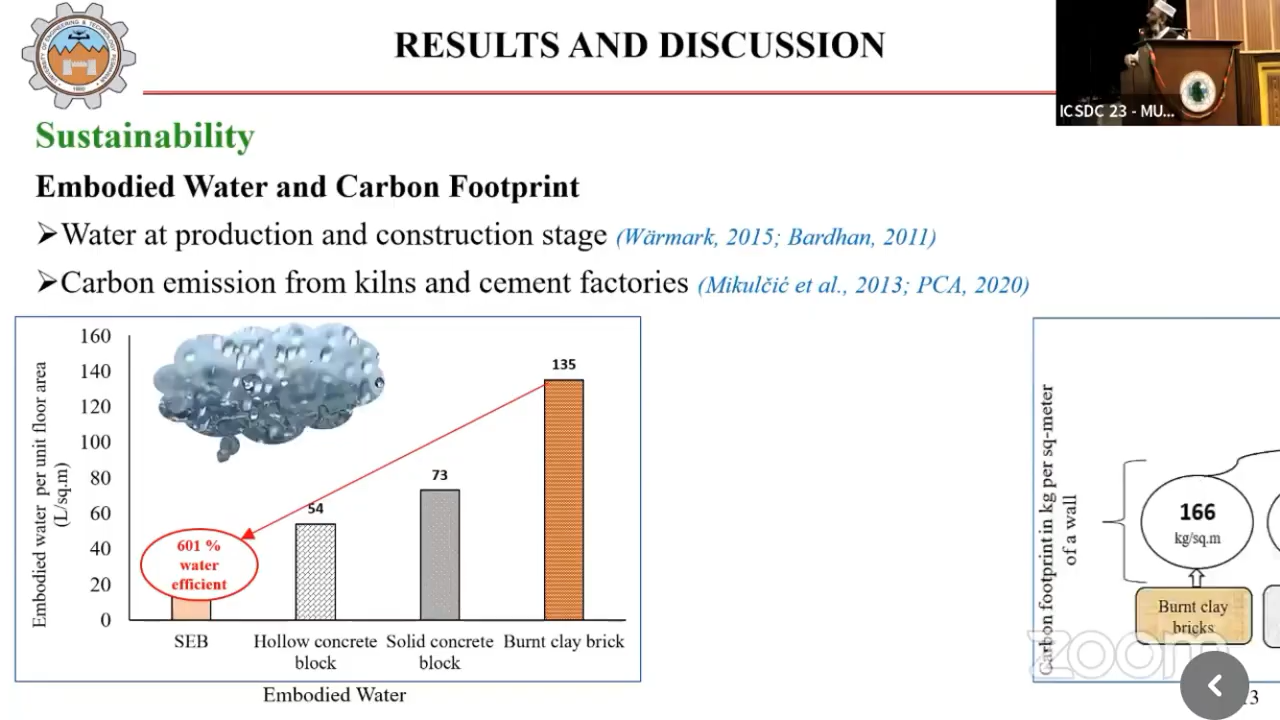 RESULTS AND DISCUSSION
ICSDC 23 - MU...
Sustainability
Embodied Water and Carbon Footprint
➢Water at production and construction stage (Wärmark, 2015; Bardhan, 2011)
➢Carbon emission from kilns and cement factories (Mikulčić et al., 2013; PCA, 2020)
Embodied water per unit floor area
(L/sq.m)
160
140
120
100
80
60
40
20
0
135
73
54
601 %
water
efficient
SEB
Hollow concrete
block
Solid concrete
block
Burnt clay brick
Embodied Water
Carbon footprint in kg per sq-meter
of a wall
166
kg/sq.m
Burnt clay
bricks
zoom
13